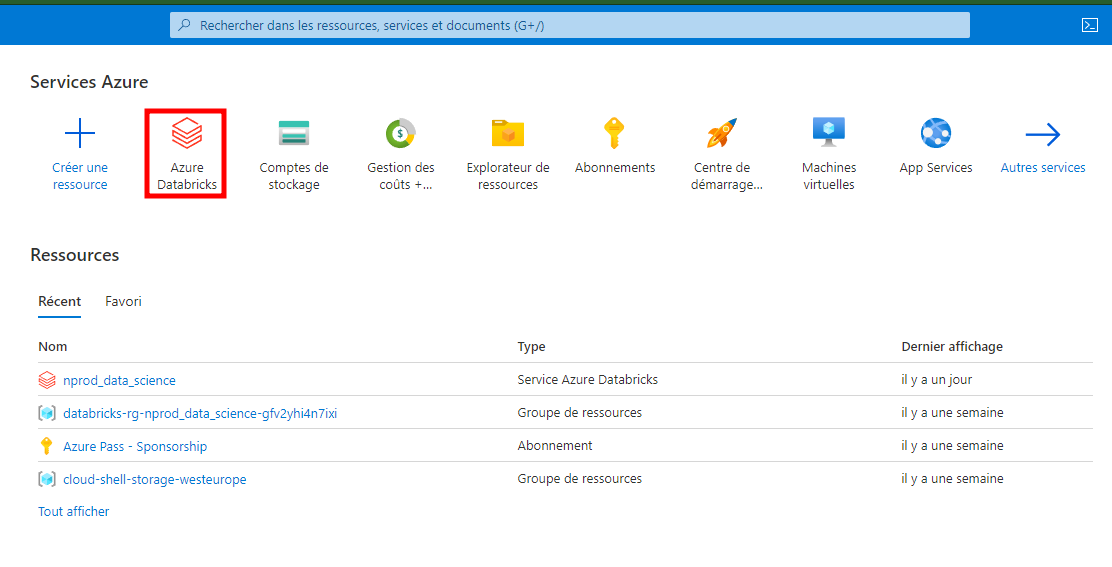 Rechercher dans les ressources, services et documents (G+/)
Services Azure
Créer une
ressource
Azure
Databricks
Comptes de
stockage
Gestion des
coûts +...
Explorateur de
ressources
Abonnements
Centre de
démarrage...
Machines
virtuelles
App Services
Autres services
Ressources
Récent Favori
Nom Type Dernier affichage
nprod_data_science Service Azure Databricks il y a un jour
databricks-rg-nprod_data_science-gfv2yhi4n7ixi Groupe de ressources il y a une semaine
Azure Pass - Sponsorship Abonnement il y a une semaine
cloud-shell-storage-westeurope Groupe de ressources il y a une semaine
Tout afficher